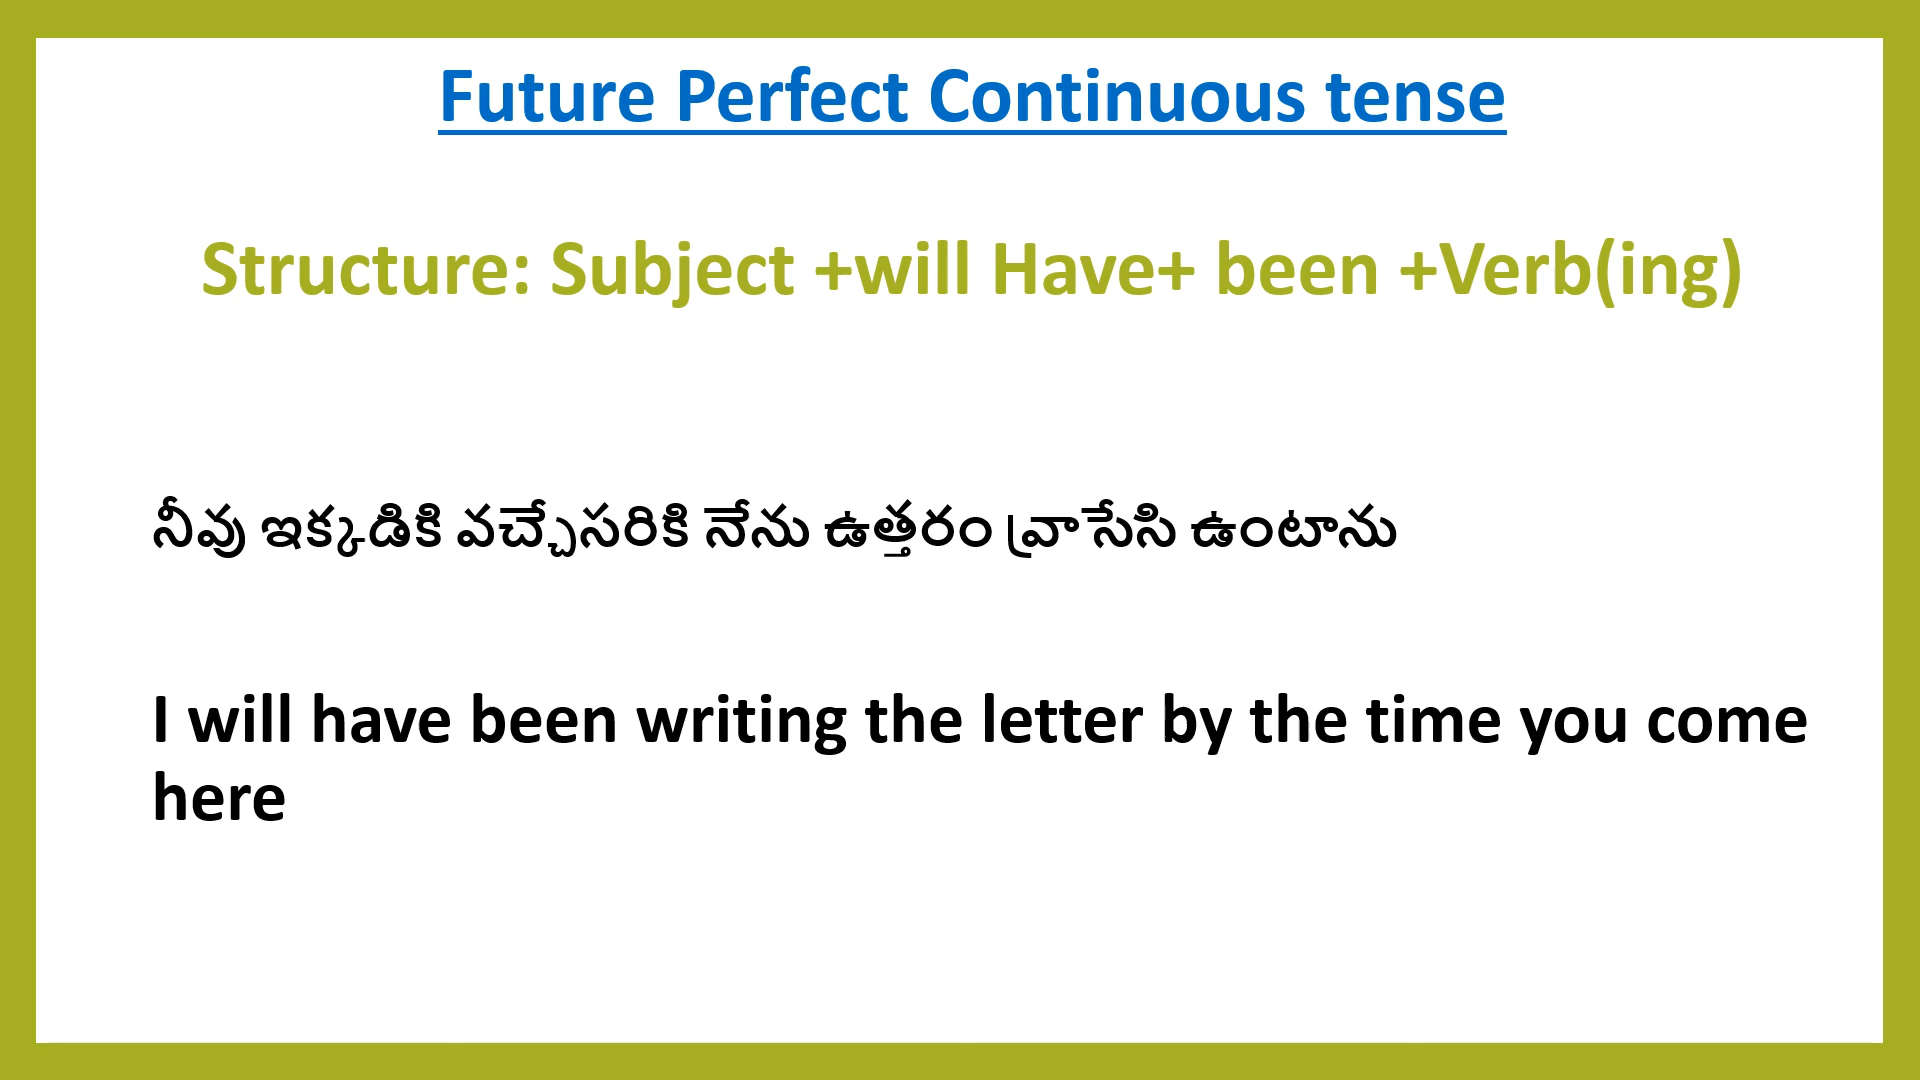 Future Perfect Continuous tense
Structure: Subject +will Have+ been +Verb(ing)
నీవు ఇక్కడికి వచ్చేసరికి నేను ఉత్తరం వ్రాసేసి ఉంటాను
I will have been writing the letter by the time you come
here